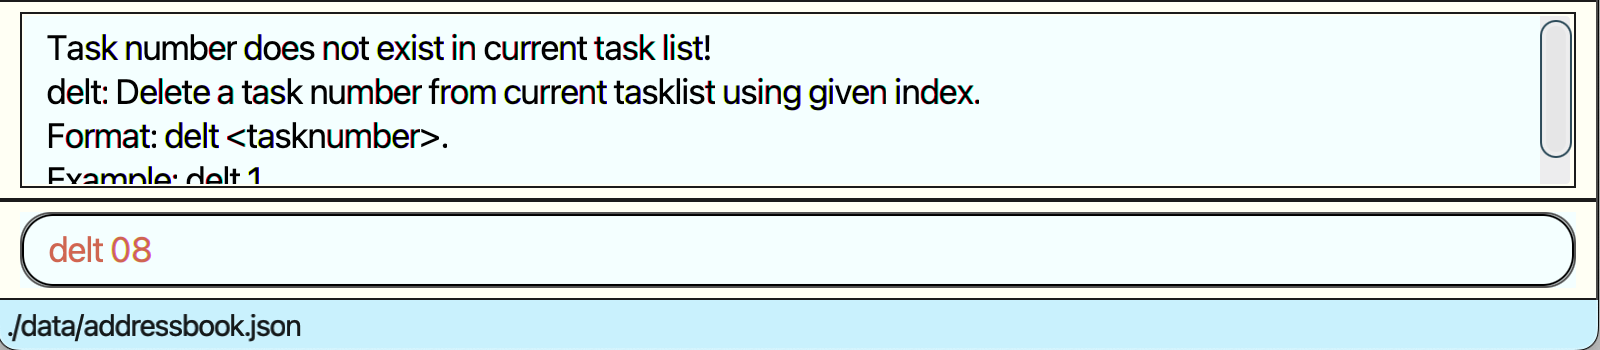 Task number does not exist in current task list!
delt: Delete a task number from current tasklist using given index.
Format: delt <tasknumber>.
Example: delt 1
delt 08
./data/addressbook.json